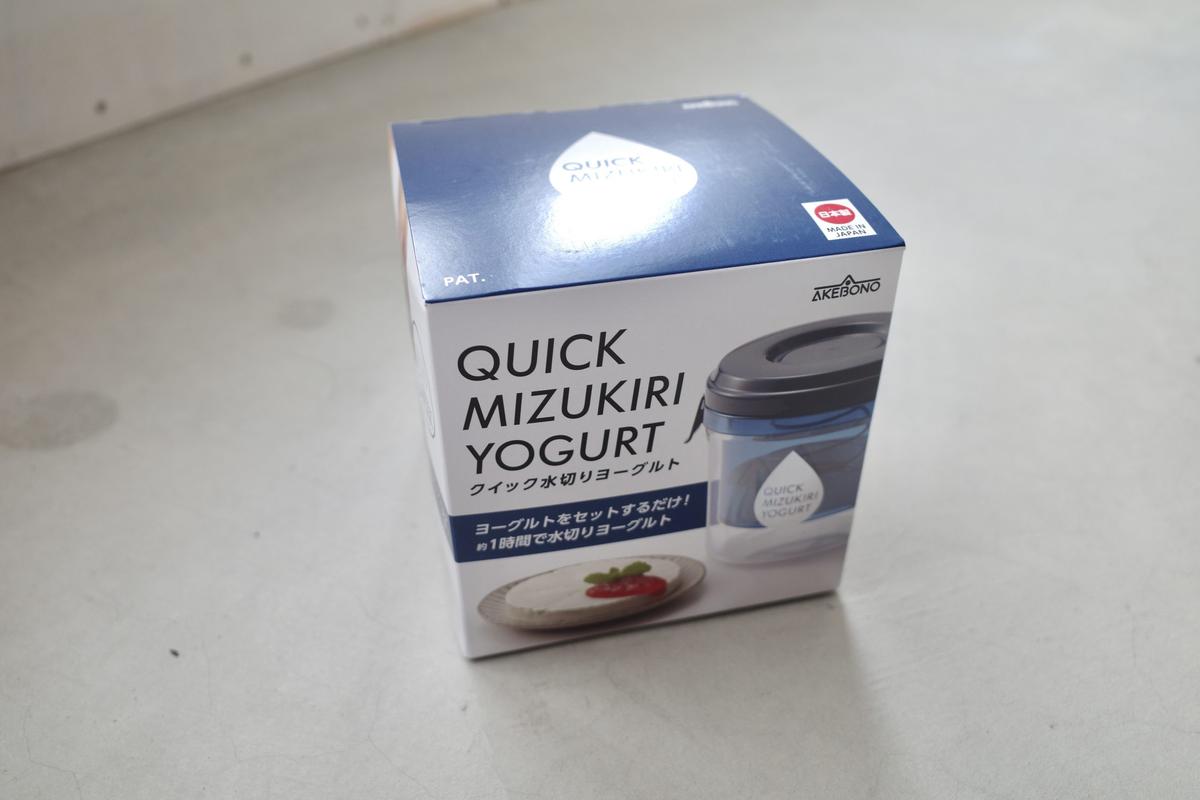 QUICK
MIZUKIRI
日本製
MADE IN
JAPAN
PAT.
AKEBONO
QUICK
MIZUKIRI
YOGURT
クイック水切りヨーグルト
ヨーグルトをセットするだけ!
約1時間で水切りヨーグルト
QUICK
MIZUKIRI
YOGURT